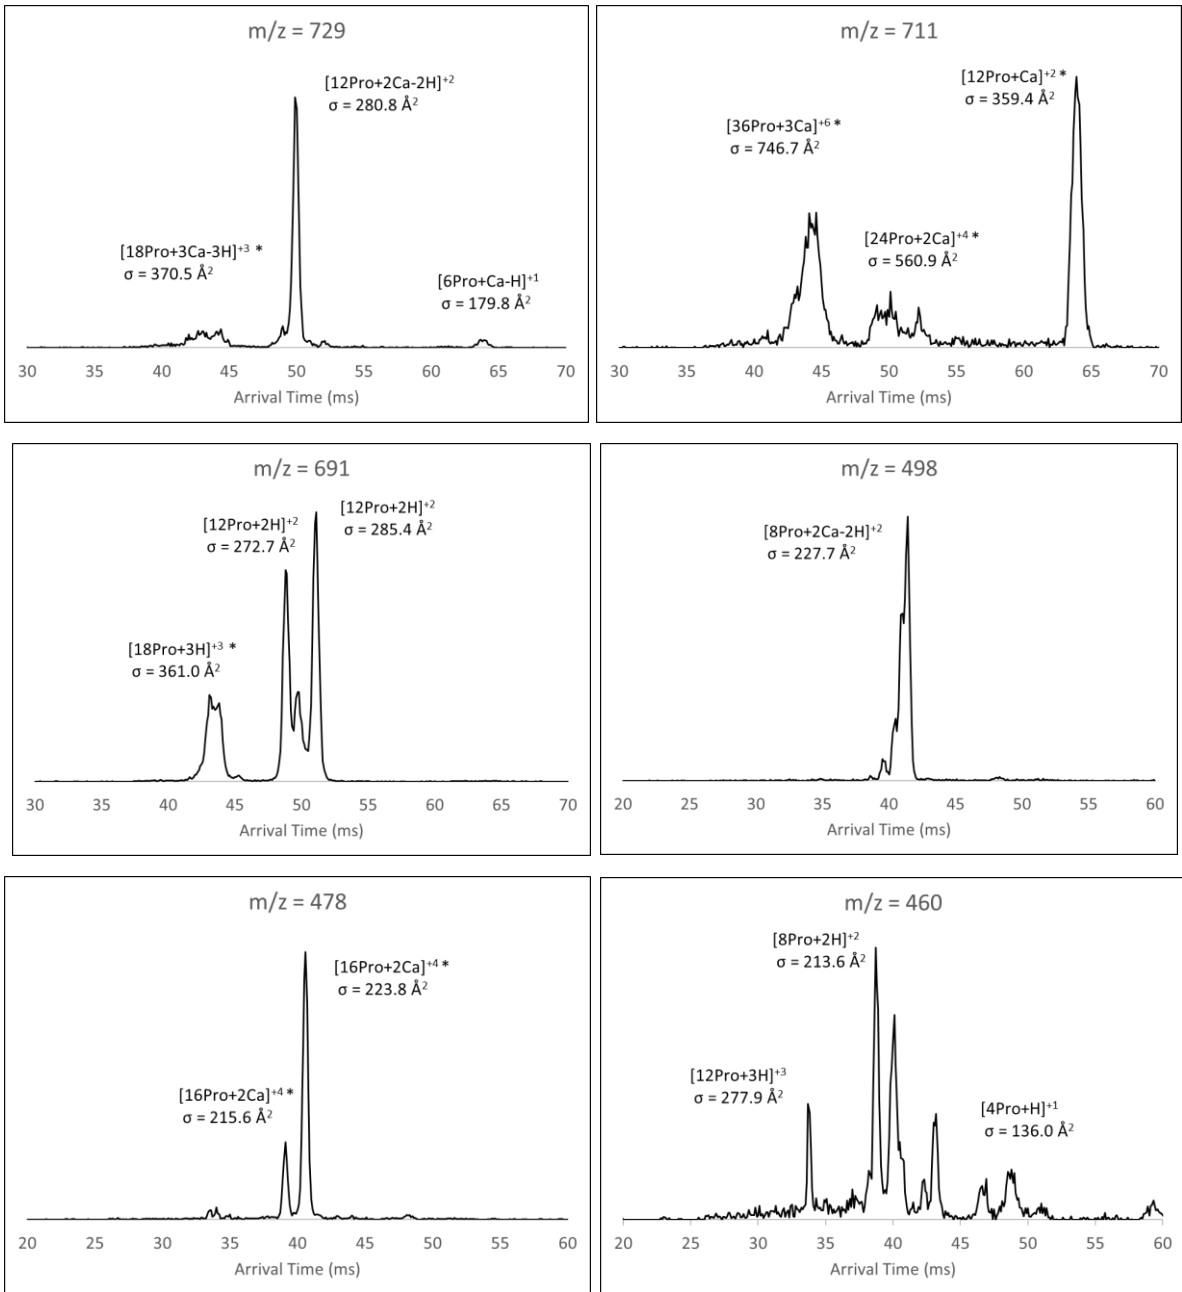 m/z = 729
[12Pro+2Ca-2H]⁺²
σ = 280.8 Å²
[18Pro+3Ca-3H]⁺³ *
σ = 370.5 Å²
[6Pro+Ca-H]⁺¹
σ = 179.8 Å²
30 35 40 45 50 55 60 65 70
Arrival Time (ms)
m/z = 711
[12Pro+Ca]⁺² *
σ = 359.4 Å²
[36Pro+3Ca]⁺⁶ *
σ = 746.7 Å²
[24Pro+2Ca]⁺⁴ *
σ = 560.9 Å²
30 35 40 45 50 55 60 65 70
Arrival Time (ms)
m/z = 691
[12Pro+2H]⁺²
σ = 285.4 Å²
[12Pro+2H]⁺²
σ = 272.7 Å²
[18Pro+3H]⁺³ *
σ = 361.0 Å²
30 35 40 45 50 55 60 65 70
Arrival Time (ms)
m/z = 498
[8Pro+2Ca-2H]⁺²
σ = 227.7 Å²
20 25 30 35 40 45 50 55 60
Arrival Time (ms)
m/z = 478
[16Pro+2Ca]⁺⁴ *
σ = 223.8 Å²
[16Pro+2Ca]⁺⁴ *
σ = 215.6 Å²
20 25 30 35 40 45 50 55 60
Arrival Time (ms)
m/z = 460
[8Pro+2H]⁺²
σ = 213.6 Å²
[12Pro+3H]⁺³
σ = 277.9 Å²
[4Pro+H]⁺¹
σ = 136.0 Å²
20 25 30 35 40 45 50 55 60
Arrival Time (ms)